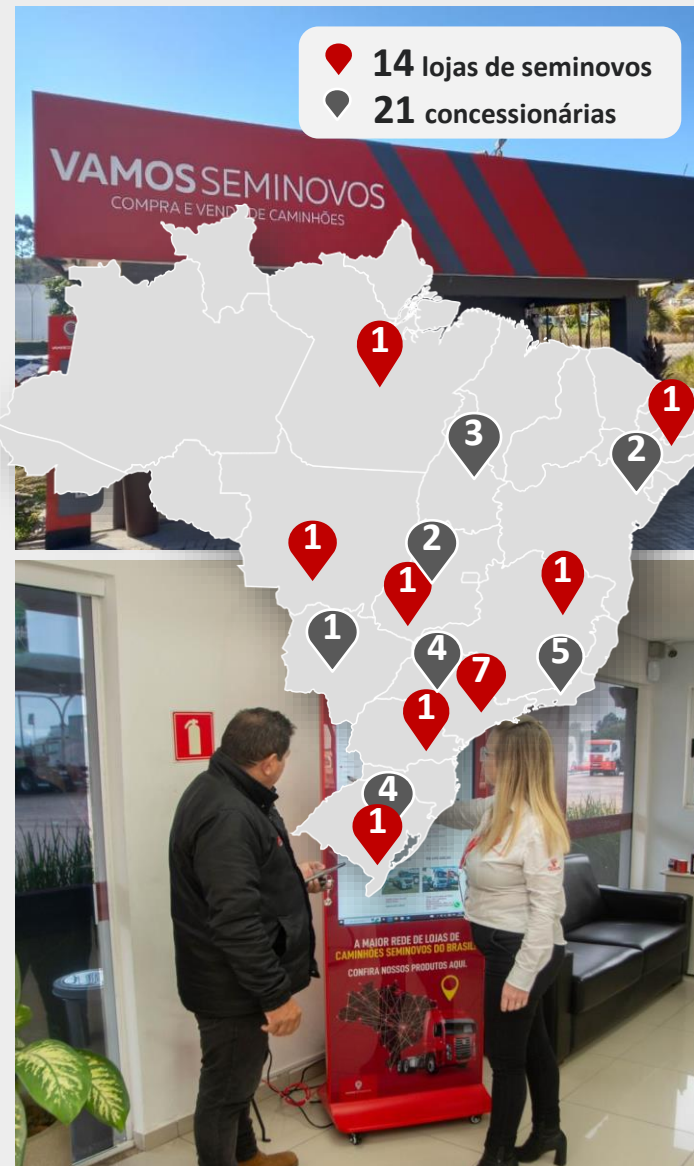 14 lojas de seminovos
21 concessionárias
VAMOS SEMINOVOS
COMPRA E VENDA DE CAMINHÕES
1
1
3
2
1
2
1
1
1
4
7
5
1
4
1
A MAIOR REDE DE LOJAS DE
CAMINHÕES SEMINOVOS DO BRASIL.
CONFIRA NOSSOS PRODUTOS AQUI.